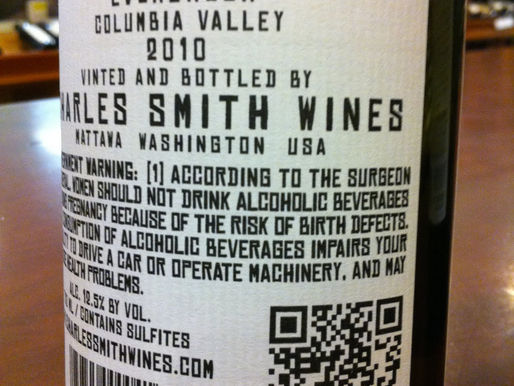 COLUMBIA VALLEY
2010
VINTED AND BOTTLED BY
SMITH WINES
MATTAWA WASHINGTON USA
WARNING: (1) ACCORDING TO THE SURGEON
WOMEN SHOULD NOT DRINK ALCOHOLIC BEVERAGES
PREGNANCY BECAUSE OF THE RISK OF BIRTH DEFECTS.
OF ALCOHOLIC BEVERAGES IMPAIRS YOUR
TO DRIVE A CAR OR OPERATE MACHINERY, AND MAY
HEALTH PROBLEMS.
ALC. 12.5% BY VOL.
/ CONTAINS SULFITES